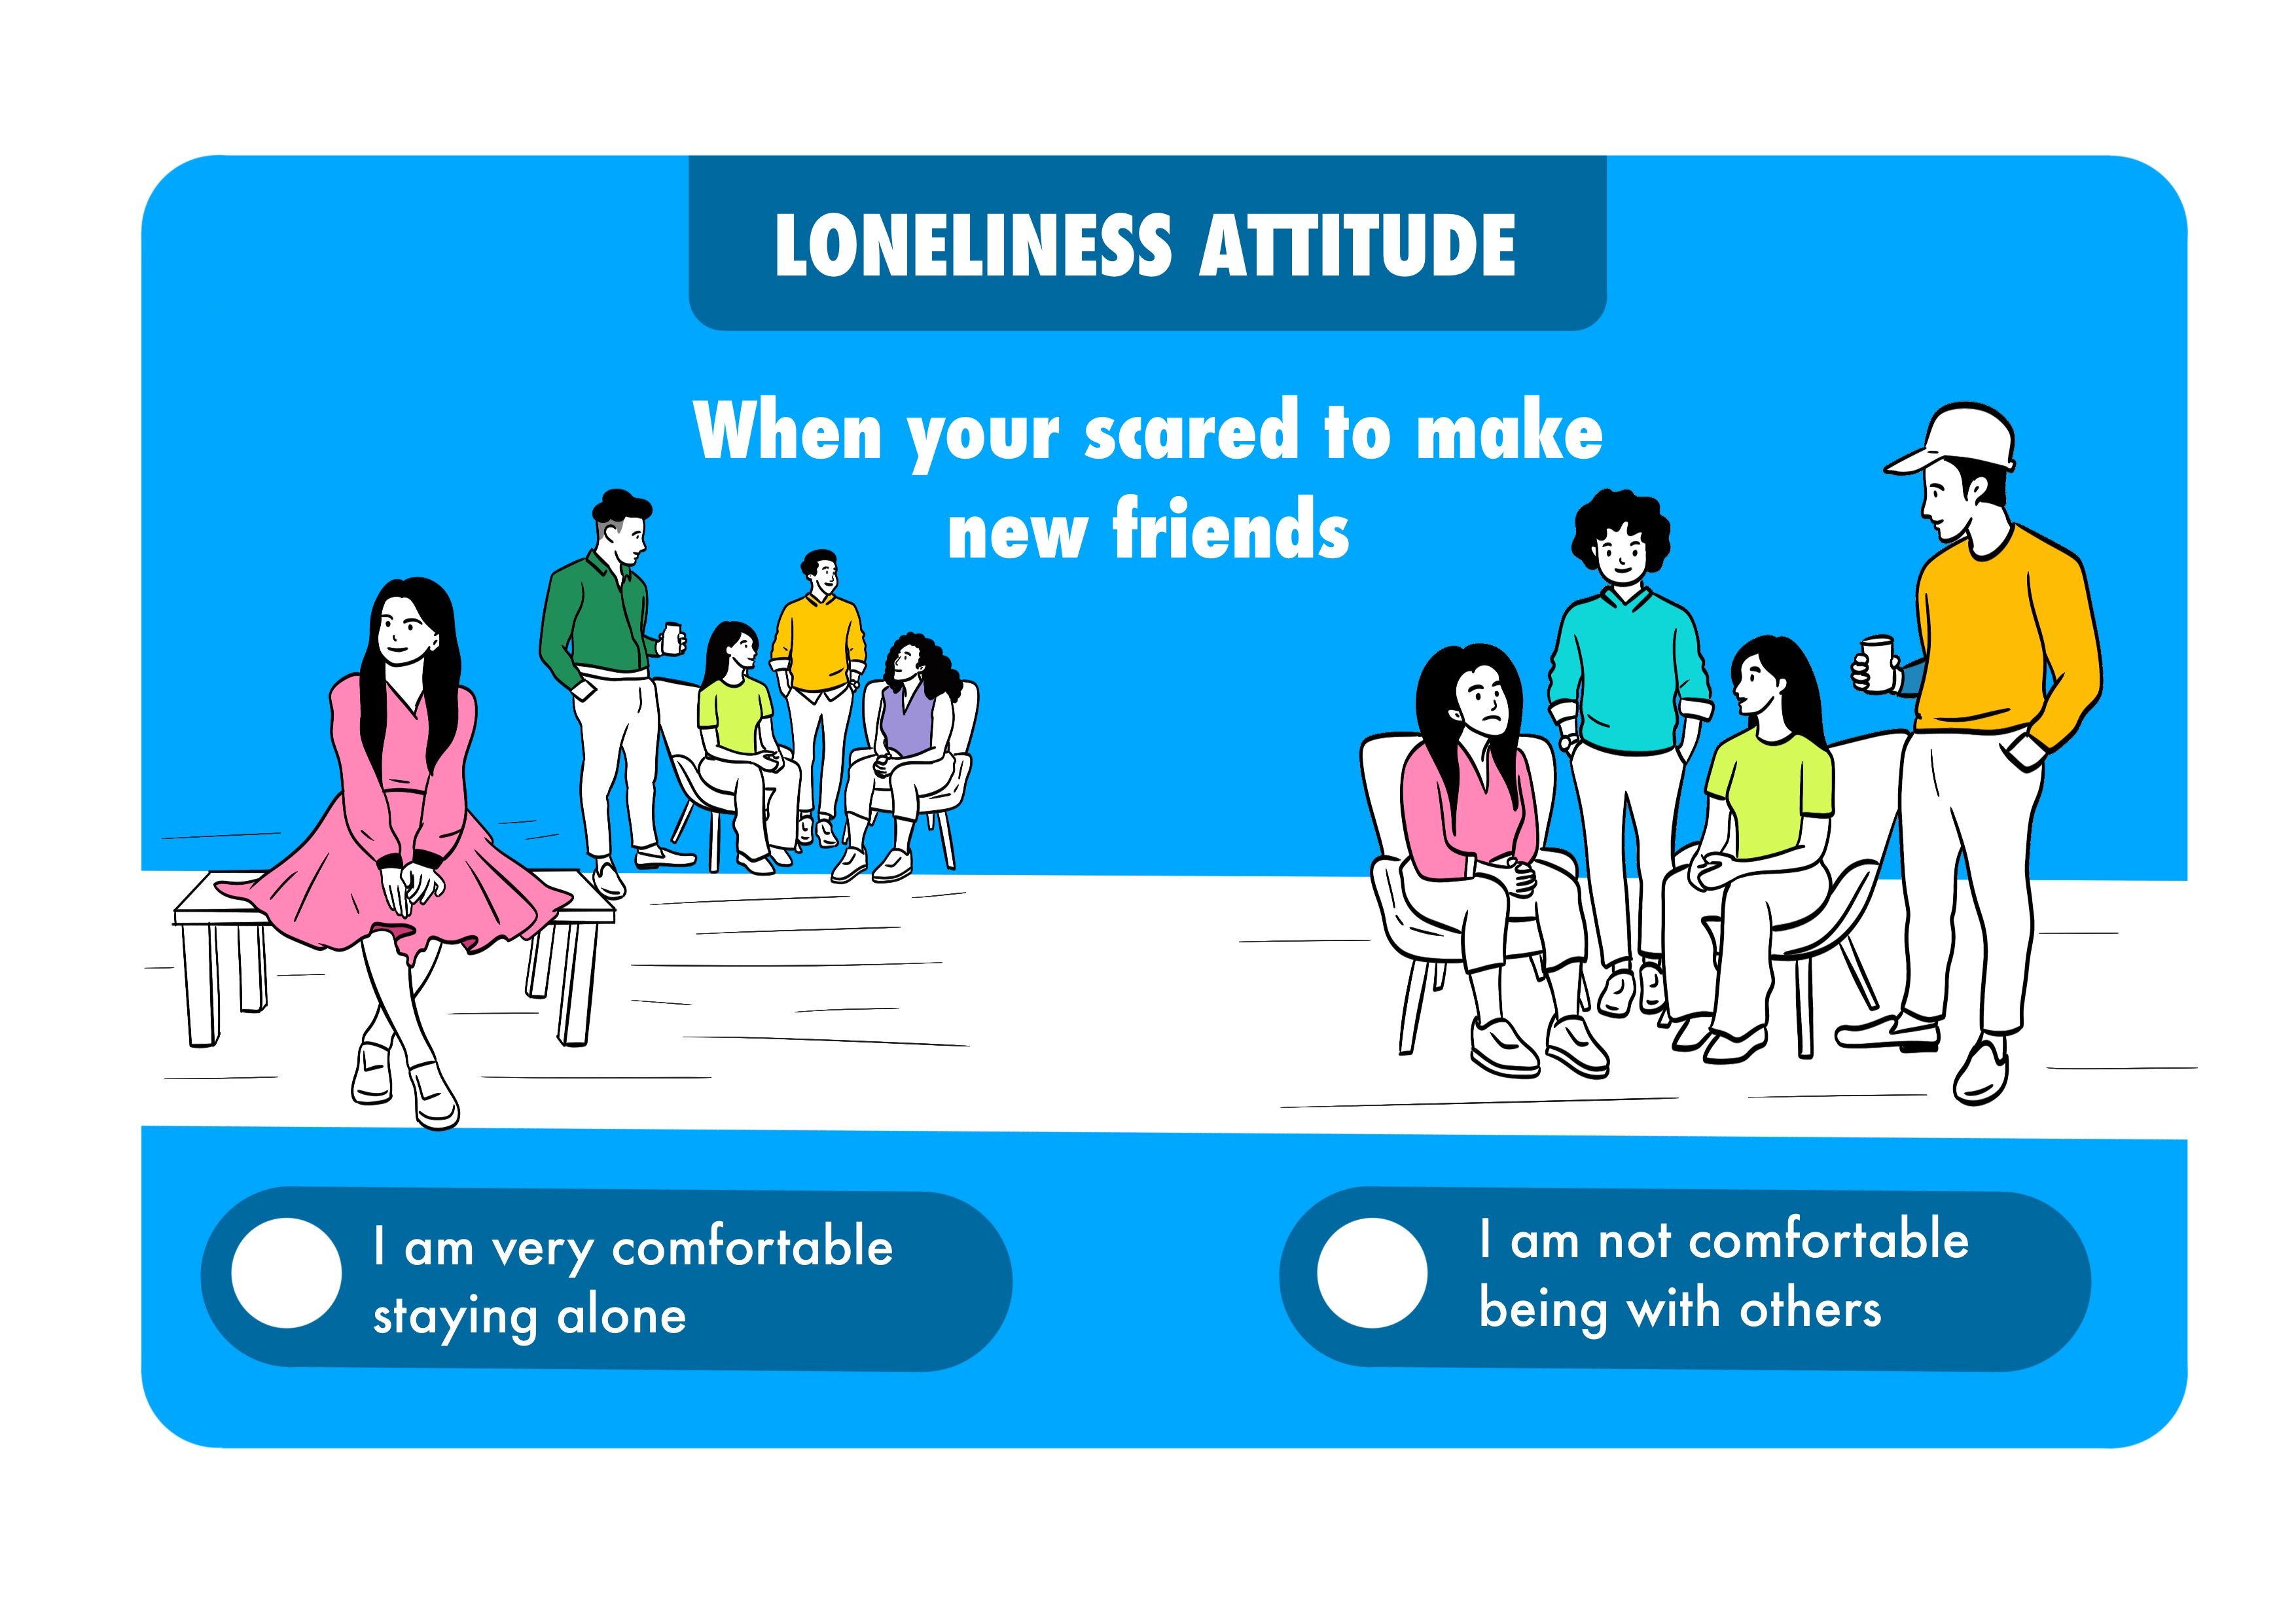 LONELINESS ATTITUDE
When your scared to make
new friends
I am very comfortable
staying alone
I am not comfortable
being with others